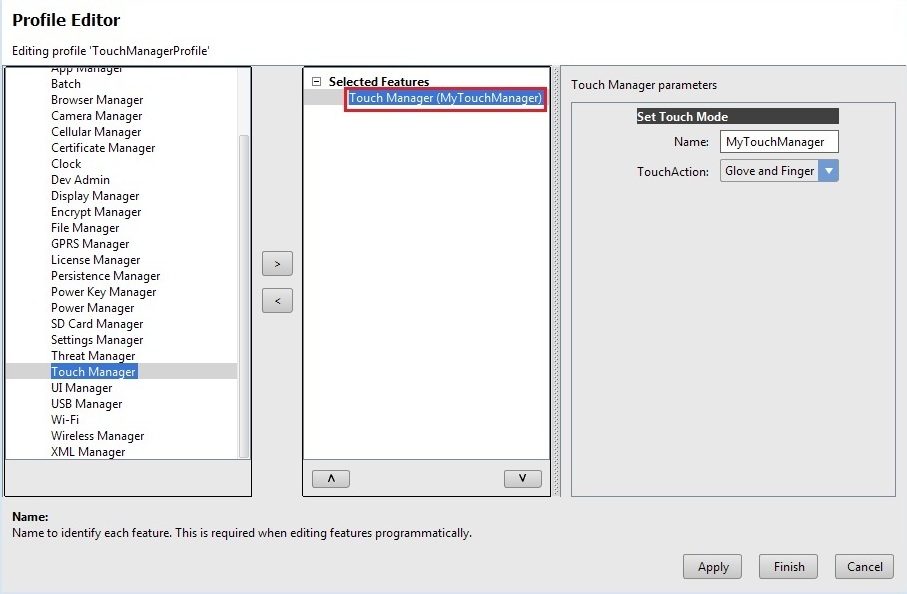 Profile Editor
Editing profile 'TouchManagerProfile'
App Manager
Batch
Browser Manager
Camera Manager
Cellular Manager
Certificate Manager
Clock
Dev Admin
Display Manager
Encrypt Manager
File Manager
GPRS Manager
License Manager
Persistence Manager
Power Key Manager
Power Manager
SD Card Manager
Settings Manager
Threat Manager
Touch Manager
UI Manager
USB Manager
Wi-Fi
Wireless Manager
XML Manager
>
<
Selected Features
Touch Manager (MyTouchManager)
Touch Manager parameters
Set Touch Mode
Name: MyTouchManager
TouchAction: Glove and Finger
Name:
Name to identify each feature. This is required when editing features programmatically.
Apply Finish Cancel